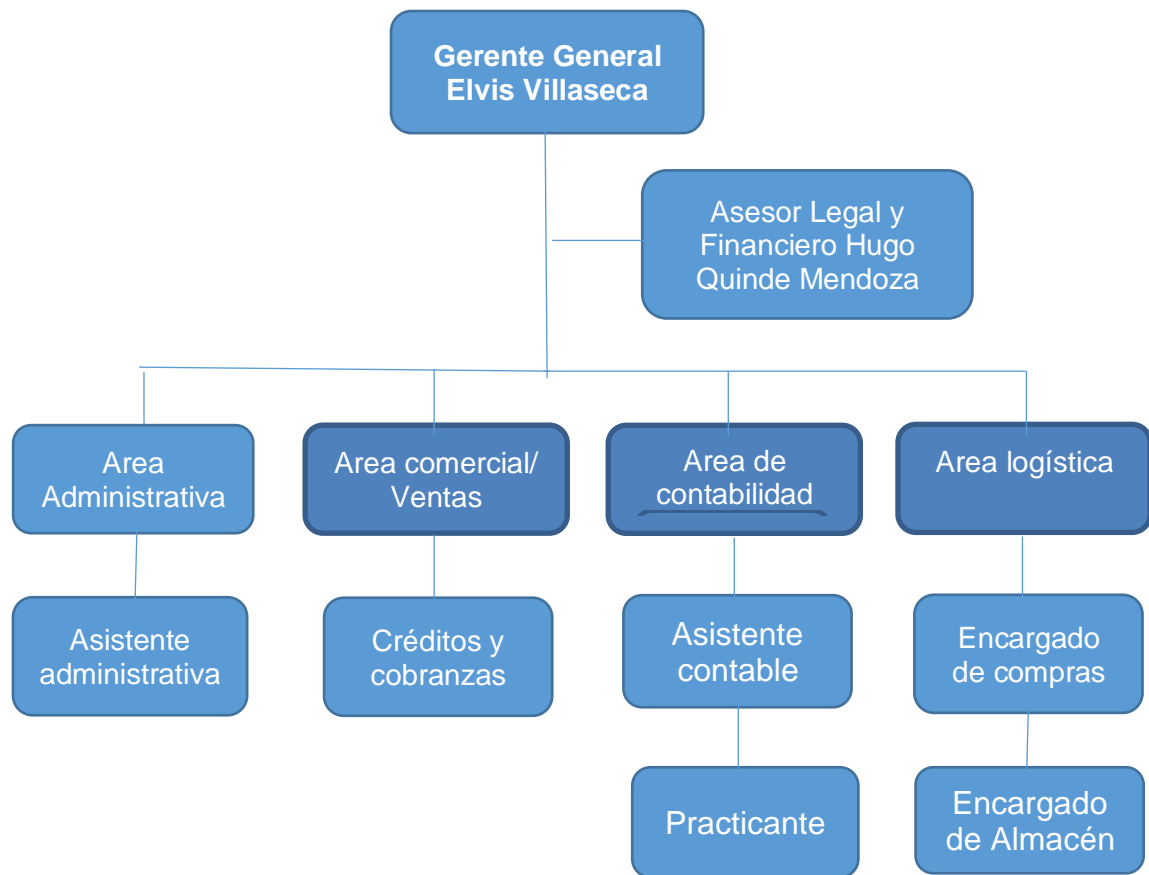 Gerente General
Elvis Villaseca
Asesor Legal y
Financiero Hugo
Quinde Mendoza
Area
Administrativa
Area comercial/
Ventas
Area de
contabilidad
Area logística
Asistente
administrativa
Créditos y
cobranzas
Asistente
contable
Encargado
de compras
Practicante
Encargado
de Almacén